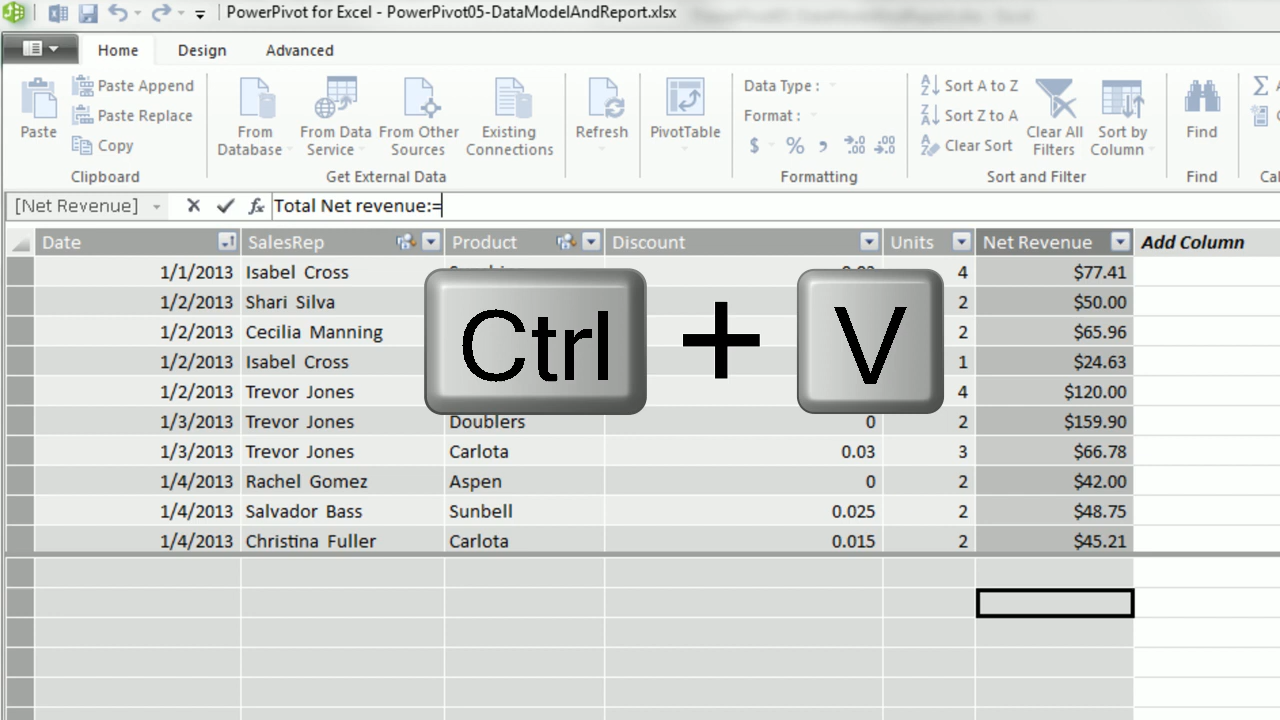 PowerPivot for Excel - PowerPivot05-DataModelAndReport.xlsx
Home Design Advanced
Paste
Paste Append
Paste Replace
Copy
Clipboard
From Database
From Data Service
From Other Sources
Existing Connections
Get External Data
Refresh
PivotTable
Data Type :
Format :
$ % ,
Formatting
Sort A to Z
Sort Z to A
Clear Sort
Clear All Filters
Sort by Column
Sort and Filter
Find
Find
[Net Revenue] fx Total Net revenue:=
Date SalesRep Product Discount Units Net Revenue Add Column
1/1/2013 Isabel Cross 4 $77.41
1/2/2013 Shari Silva 2 $50.00
1/2/2013 Cecilia Manning 2 $65.96
1/2/2013 Isabel Cross 1 $24.63
1/2/2013 Trevor Jones 4 $120.00
1/3/2013 Trevor Jones Doublers 0 2 $159.90
1/3/2013 Trevor Jones Carlota 0.03 3 $66.78
1/4/2013 Rachel Gomez Aspen 0 2 $42.00
1/4/2013 Salvador Bass Sunbell 0.025 2 $48.75
1/4/2013 Christina Fuller Carlota 0.015 2 $45.21
Ctrl + V